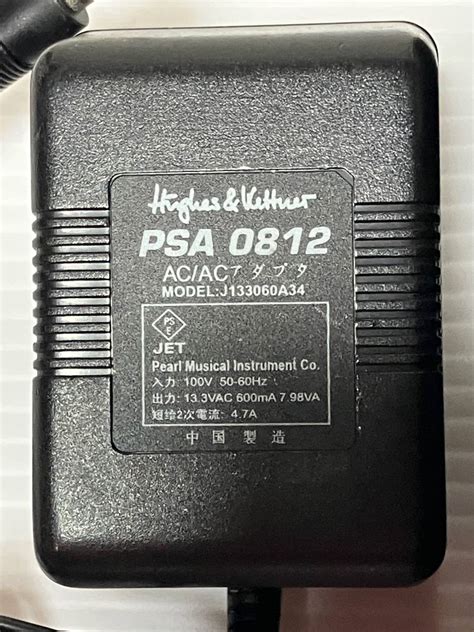 Hughes & Kettner
PSA 0812
AC/ACアダプタ
MODEL:J133060A34
PS
E
JET
Pearl Musical Instrument Co.
入力: 100V 50-60Hz
出力: 13.3VAC 600mA 7.98VA
短絡2次電流: 4.7A
中国製造